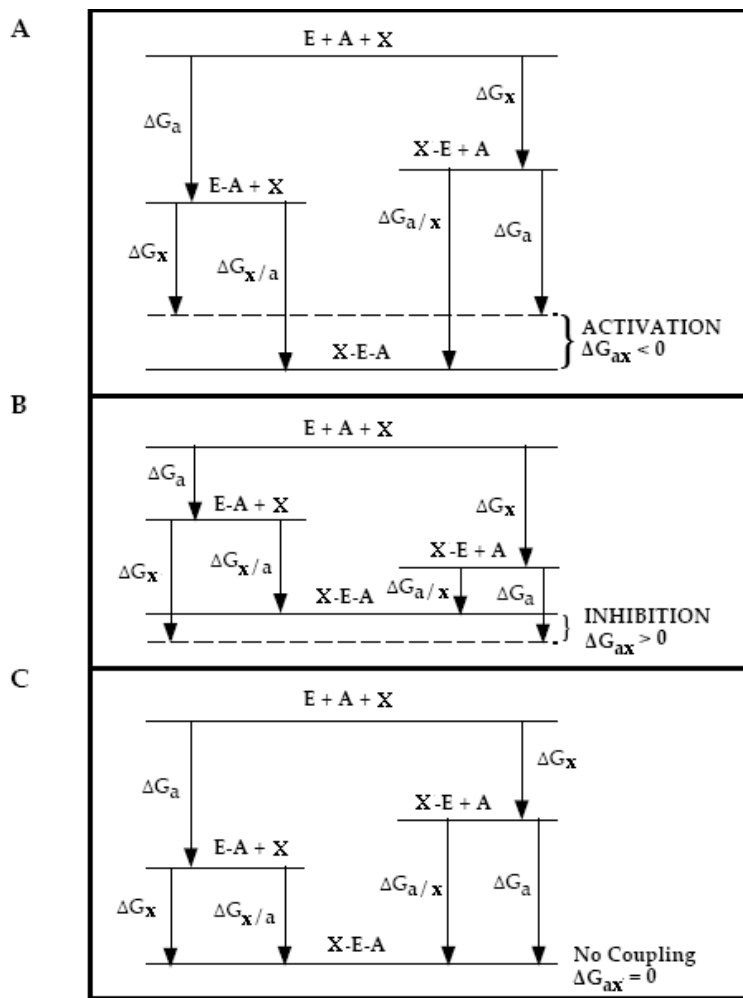 A
E + A + X
ΔGx
ΔGa
X-E + A
E-A + X
ΔGa/x
ΔGa
ΔGx
ΔGx/a
ACTIVATION
ΔGax < 0
X-E-A
B
E + A + X
ΔGa
E-A + X
ΔGx
X-E + A
ΔGx
ΔGx/a
X-E-A
ΔGa/x
ΔGa
INHIBITION
ΔGax > 0
C
E + A + X
ΔGx
ΔGa
X-E + A
E-A + X
ΔGx
ΔGx/a
ΔGa/x
ΔGa
X-E-A
No Coupling
ΔGax = 0